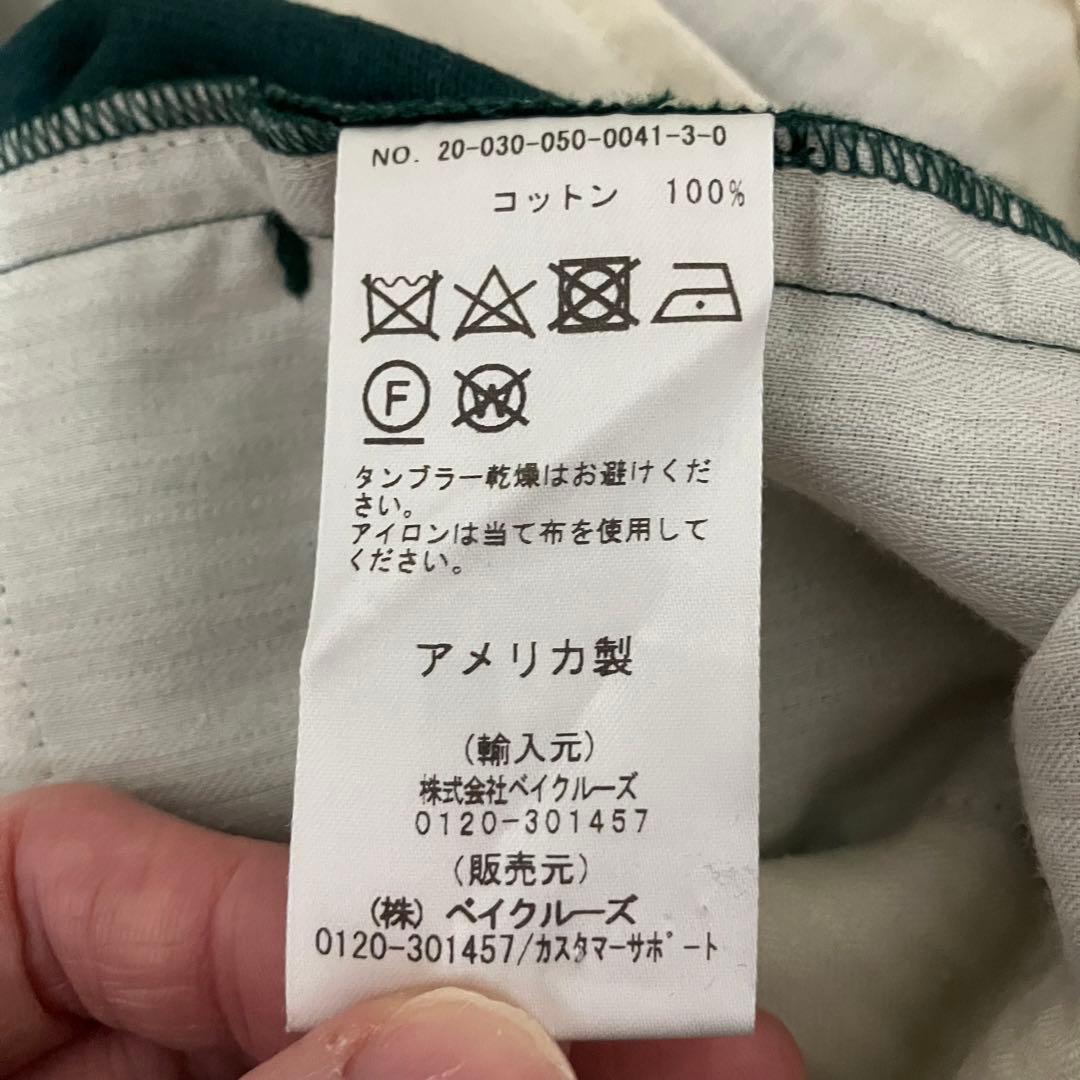 NO. 20-030-050-0041-3-0
コットン 100%
F
W
タンブラー乾燥はお避けくだ
さい。
アイロンは当て布を使用して
ください。
アメリカ製
(輸入元)
株式会社ベイクルーズ
0120-301457
(販売元)
(株) ベイクルーズ
0120-301457/カスタマーサポート